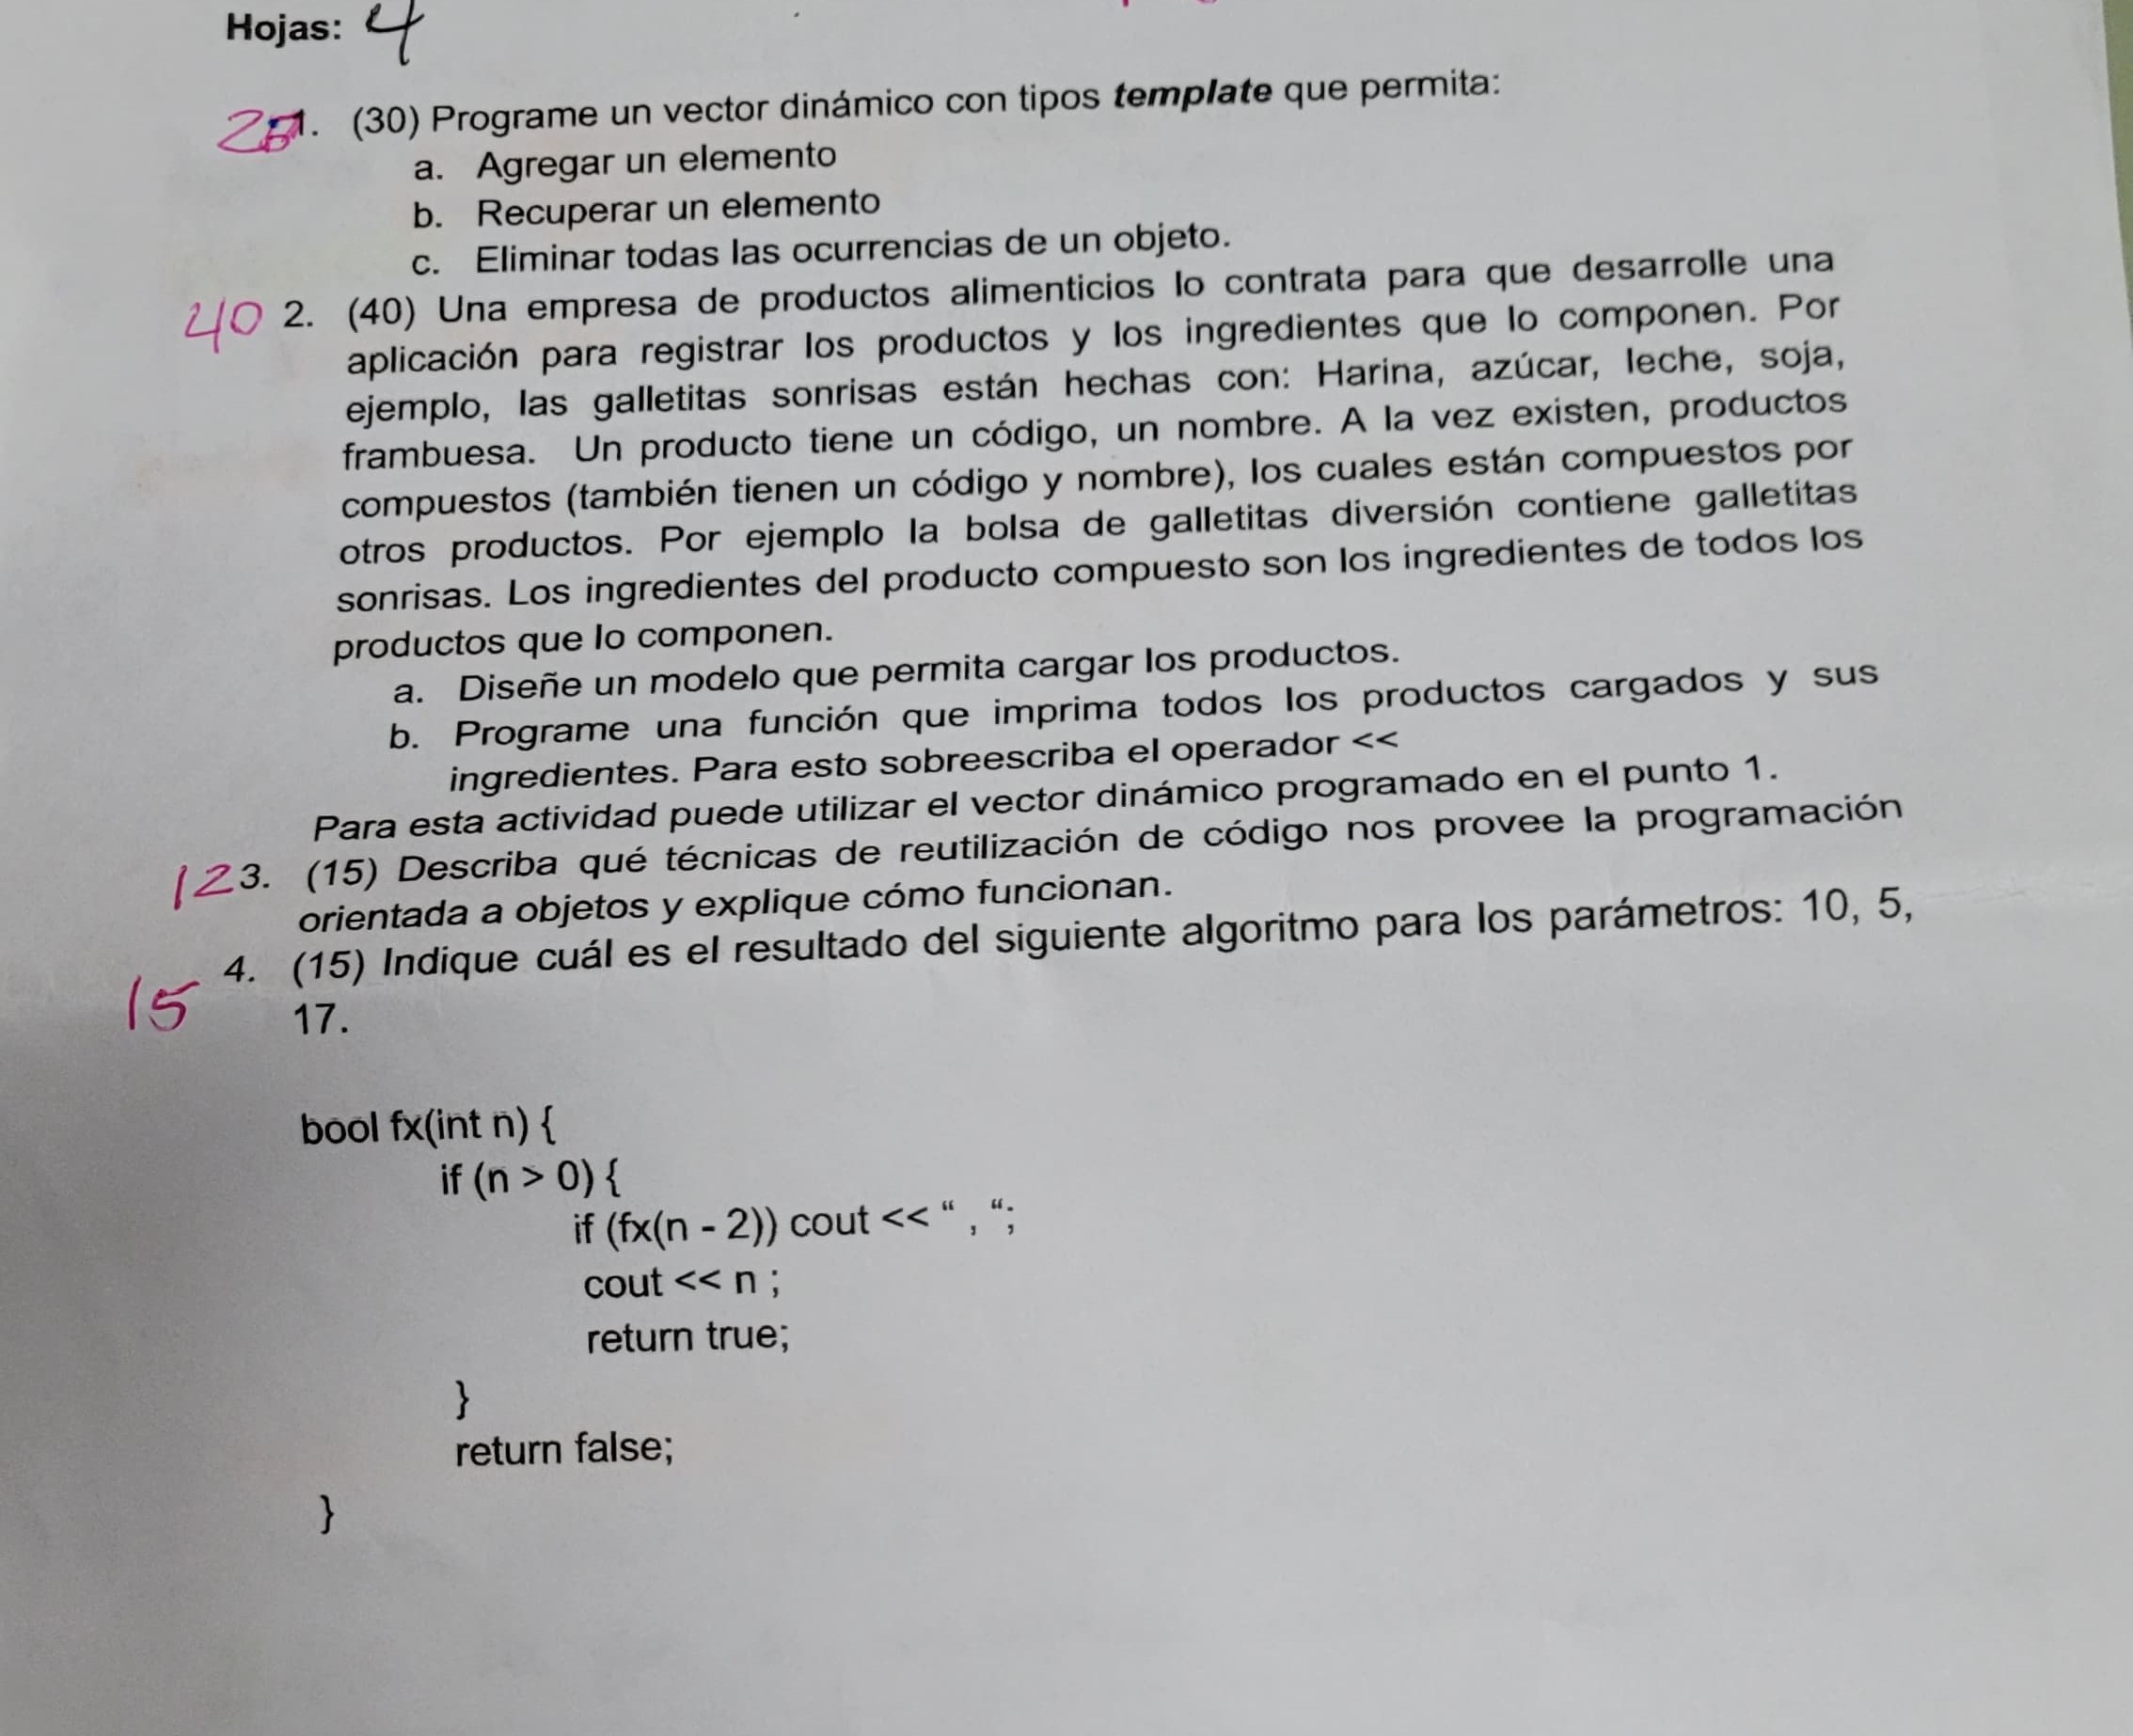 Hojas: 4
1. (30) Programe un vector dinámico con tipos template que permita:
a. Agregar un elemento
b. Recuperar un elemento
c. Eliminar todas las ocurrencias de un objeto.
40 2. (40) Una empresa de productos alimenticios lo contrata para que desarrolle una
aplicación para registrar los productos y los ingredientes que lo componen. Por
ejemplo, las galletitas sonrisas están hechas con: Harina, azúcar, leche, soja,
frambuesa. Un producto tiene un código, un nombre. A la vez existen, productos
compuestos (también tienen un código y nombre), los cuales están compuestos por
otros productos. Por ejemplo la bolsa de galletitas diversión contiene galletitas
sonrisas. Los ingredientes del producto compuesto son los ingredientes de todos los
productos que lo componen.
a. Diseñe un modelo que permita cargar los productos.
b. Programe una función que imprima todos los productos cargados y sus
ingredientes. Para esto sobreescriba el operador <<
Para esta actividad puede utilizar el vector dinámico programado en el punto 1.
12 3. (15) Describa qué técnicas de reutilización de código nos provee la programación
orientada a objetos y explique cómo funcionan.
15 4. (15) Indique cuál es el resultado del siguiente algoritmo para los parámetros: 10, 5,
17.
bool fx(int n) {
if (n > 0) {
if (fx(n - 2)) cout << “ , “;
cout << n ;
return true;
}
return false;
}